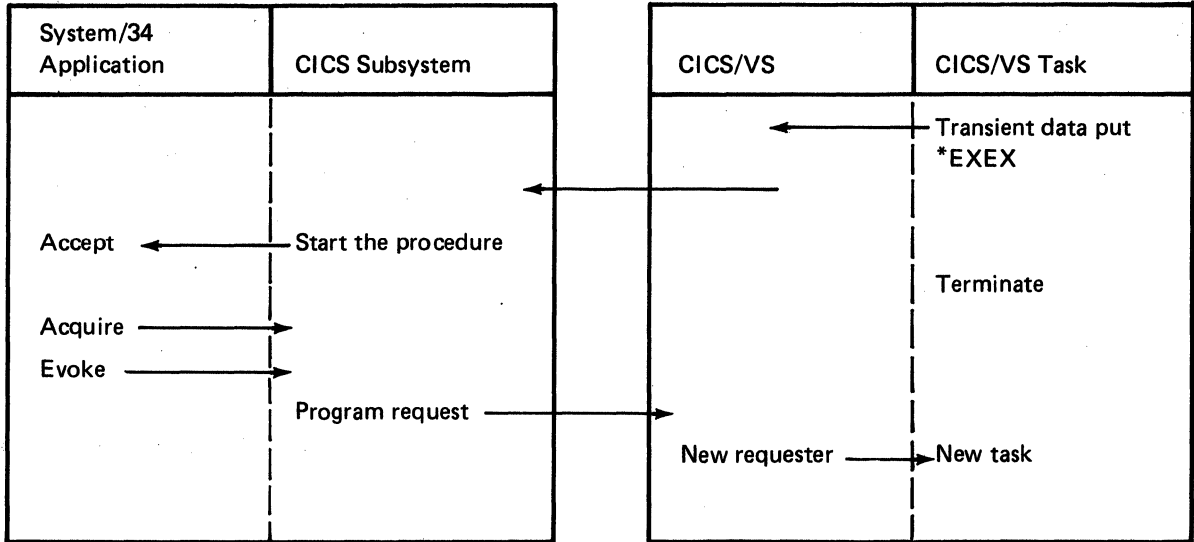 System/34
Application
CICS Subsystem
CICS/VS
CICS/VS Task
Transient data put
*EXEX
Accept
Start the procedure
Terminate
Acquire
Evoke
Program request
New requester
New task